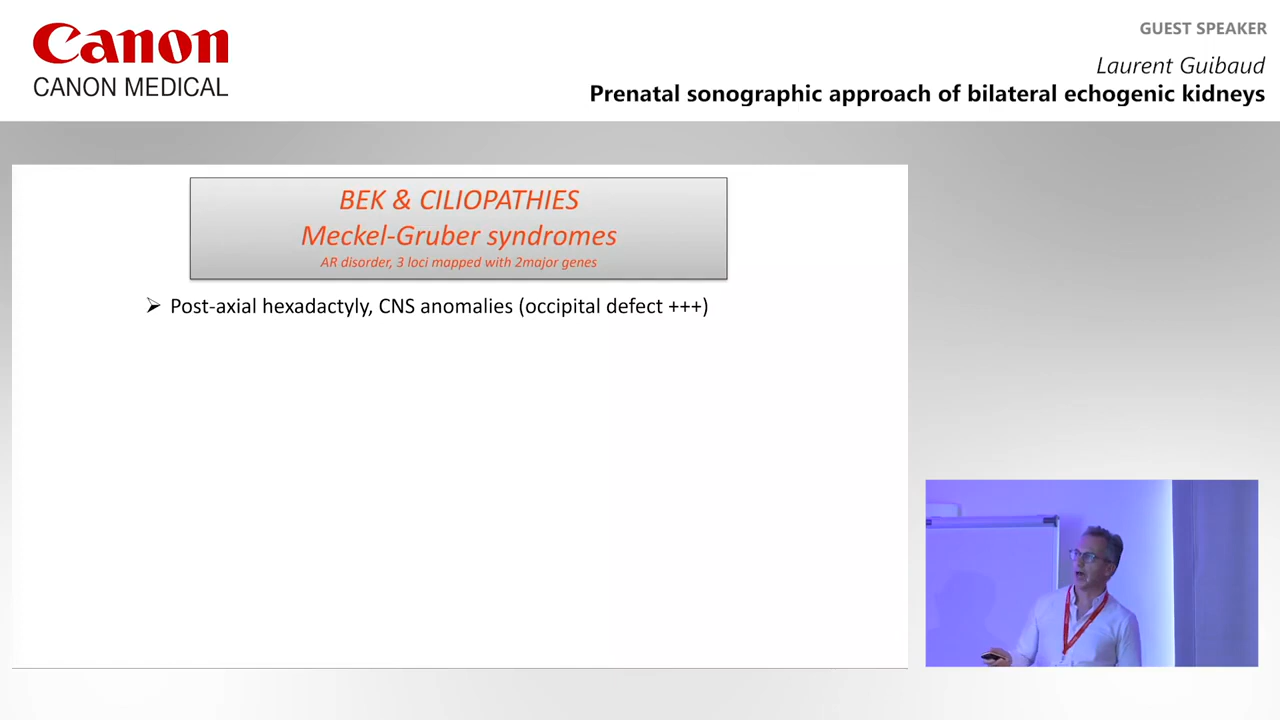 Canon
CANON MEDICAL
GUEST SPEAKER
Laurent Guibaud
Prenatal sonographic approach of bilateral echogenic kidneys
BEK & CILIOPATHIES
Meckel-Gruber syndromes
AR disorder, 3 loci mapped with 2major genes
➢ Post-axial hexadactyly, CNS anomalies (occipital defect +++)